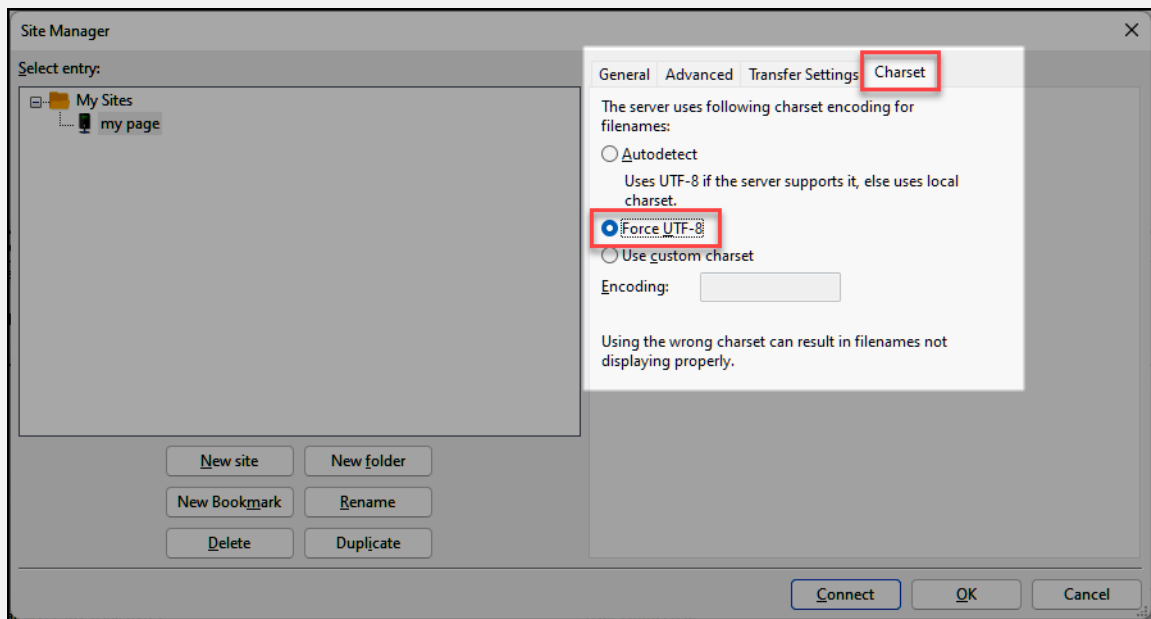 Site Manager
Select entry:
My Sites
my page
New site
New folder
New Bookmark
Rename
Delete
Duplicate
General
Advanced
Transfer Settings
Charset
The server uses following charset encoding for
filenames:
Autodetect
Uses UTF-8 if the server supports it, else uses local
charset.
Force UTF-8
Use custom charset
Encoding:
Using the wrong charset can result in filenames not
displaying properly.
Connect
OK
Cancel